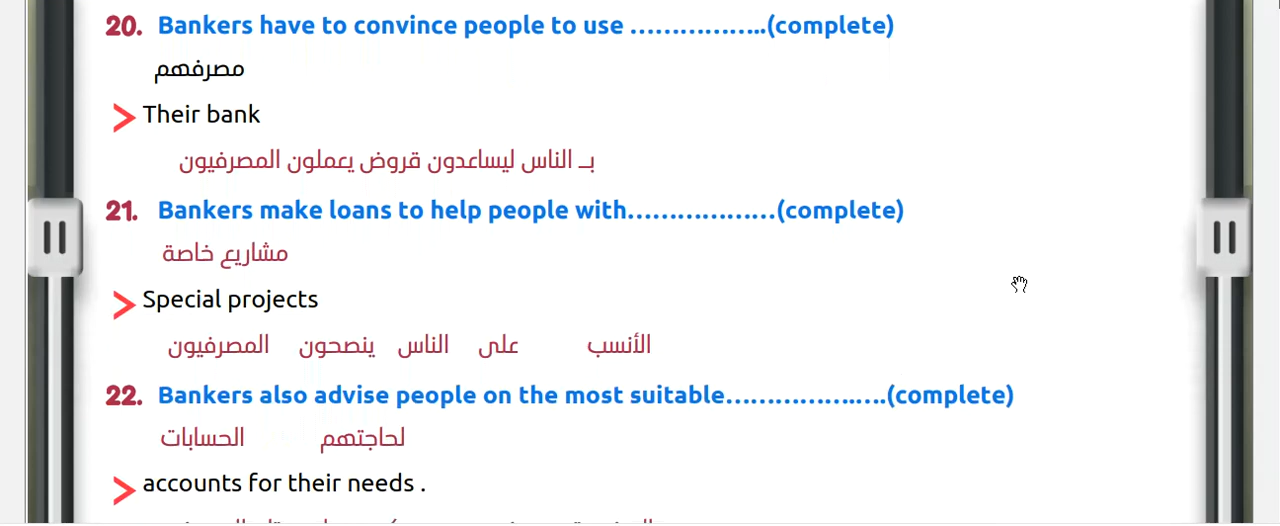 20. Bankers have to convince people to use ……………..(complete)
مصرفهم
Their bank
بـ الناس ليساعدون قروض يعملون المصرفيون
21. Bankers make loans to help people with………………(complete)
مشاريع خاصة
Special projects
المصرفيون ينصحون الناس على الأنسب
22. Bankers also advise people on the most suitable…………….….(complete)
الحسابات لحاجتهم
accounts for their needs .